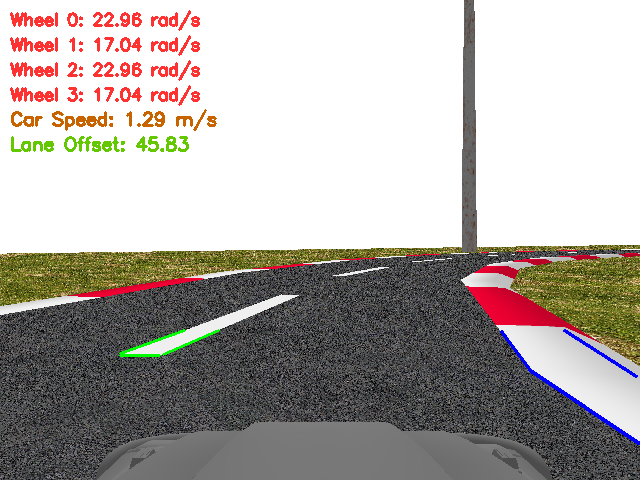 Wheel 0: 22.96 rad/s
Wheel 1: 17.04 rad/s
Wheel 2: 22.96 rad/s
Wheel 3: 17.04 rad/s
Car Speed: 1.29 m/s
Lane Offset: 45.83